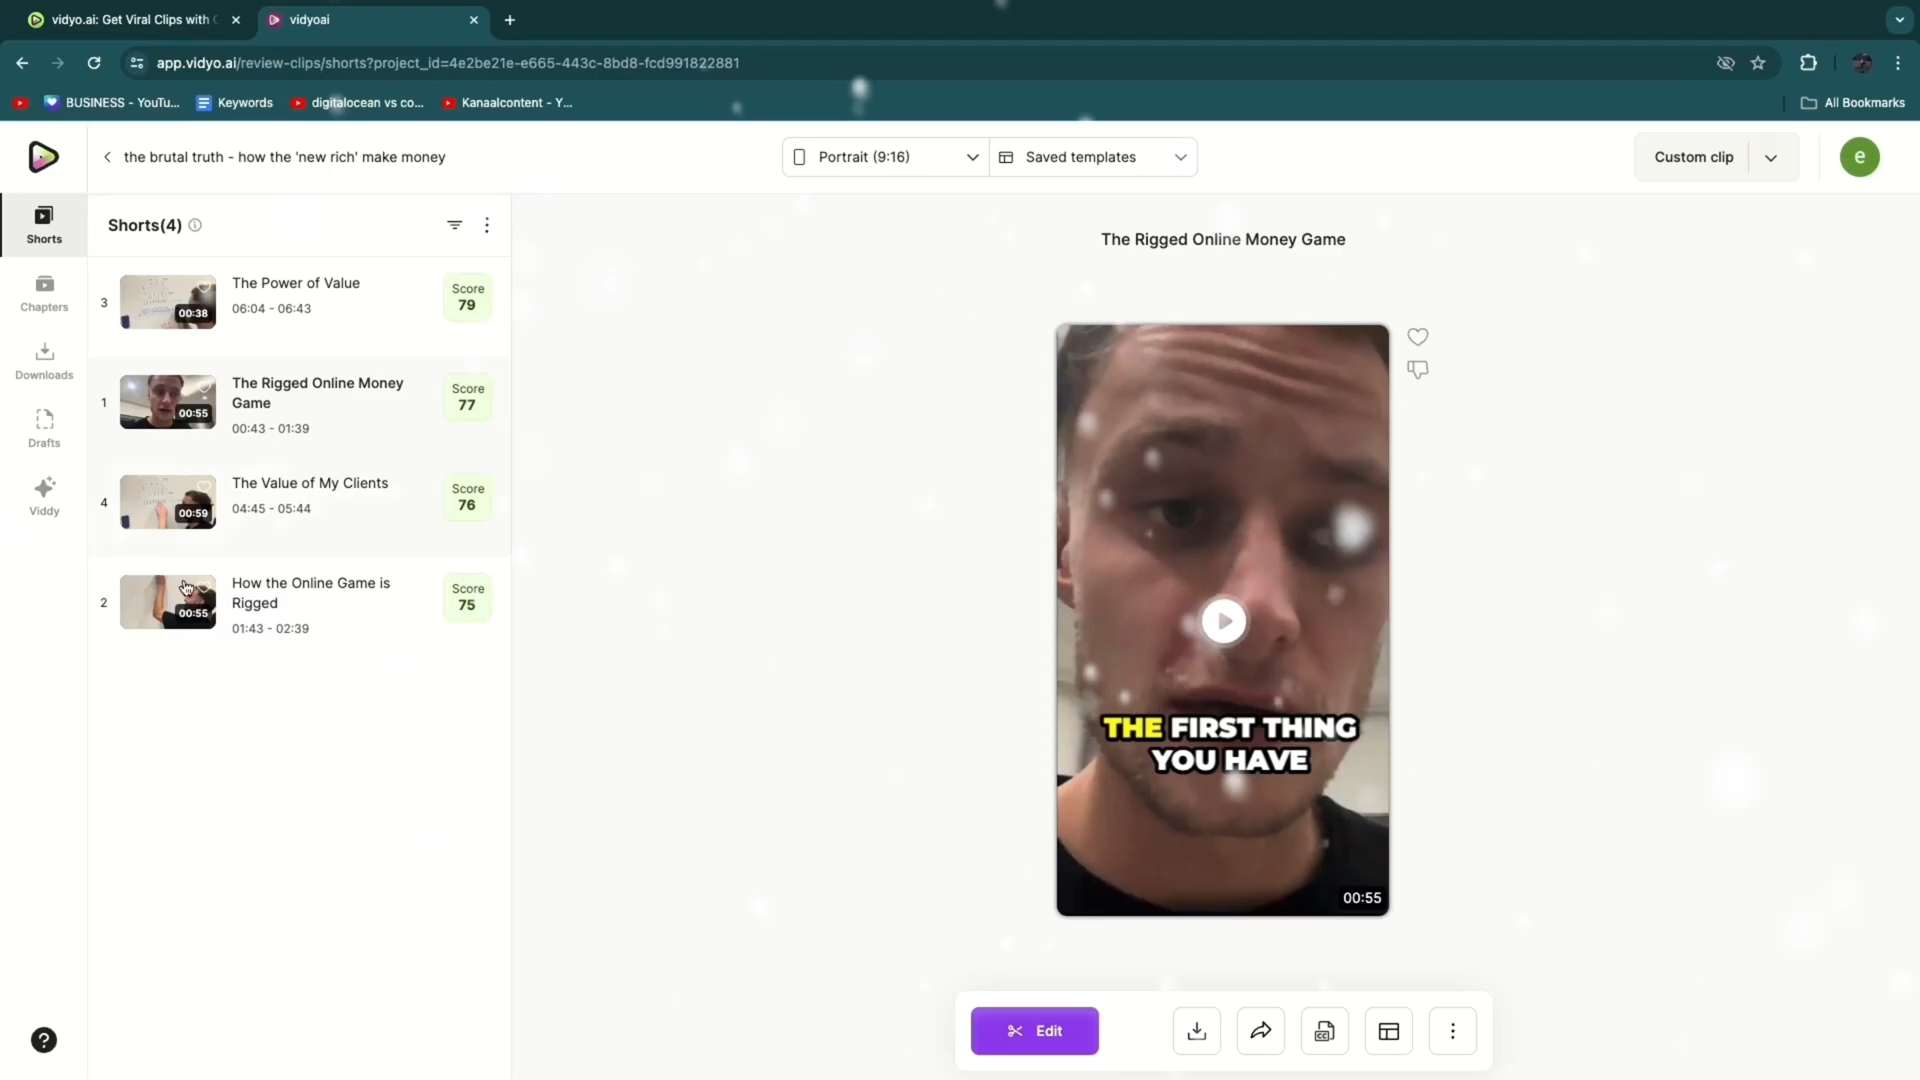 vidyo.ai: Get Viral Clips with
vidyoai
app.vidyo.ai/review-clips/shorts?project_id=4e2be21e-e665-443c-8bd8-fcd991822881
BUSINESS - YouTu...
Keywords
digitalocean vs co...
Kanaalcontent - Y...
All Bookmarks
the brutal truth - how the 'new rich' make money
Portrait (9:16)
Saved templates
Custom clip
e
Shorts
Chapters
Downloads
Drafts
Viddy
Shorts(4)
3
00:38
The Power of Value
06:04 - 06:43
Score
79
1
00:55
The Rigged Online Money
Game
00:43 - 01:39
Score
77
4
00:59
The Value of My Clients
04:45 - 05:44
Score
76
2
00:55
How the Online Game is
Rigged
01:43 - 02:39
Score
75
The Rigged Online Money Game
THE FIRST THING
YOU HAVE
00:55
Edit
CC
?